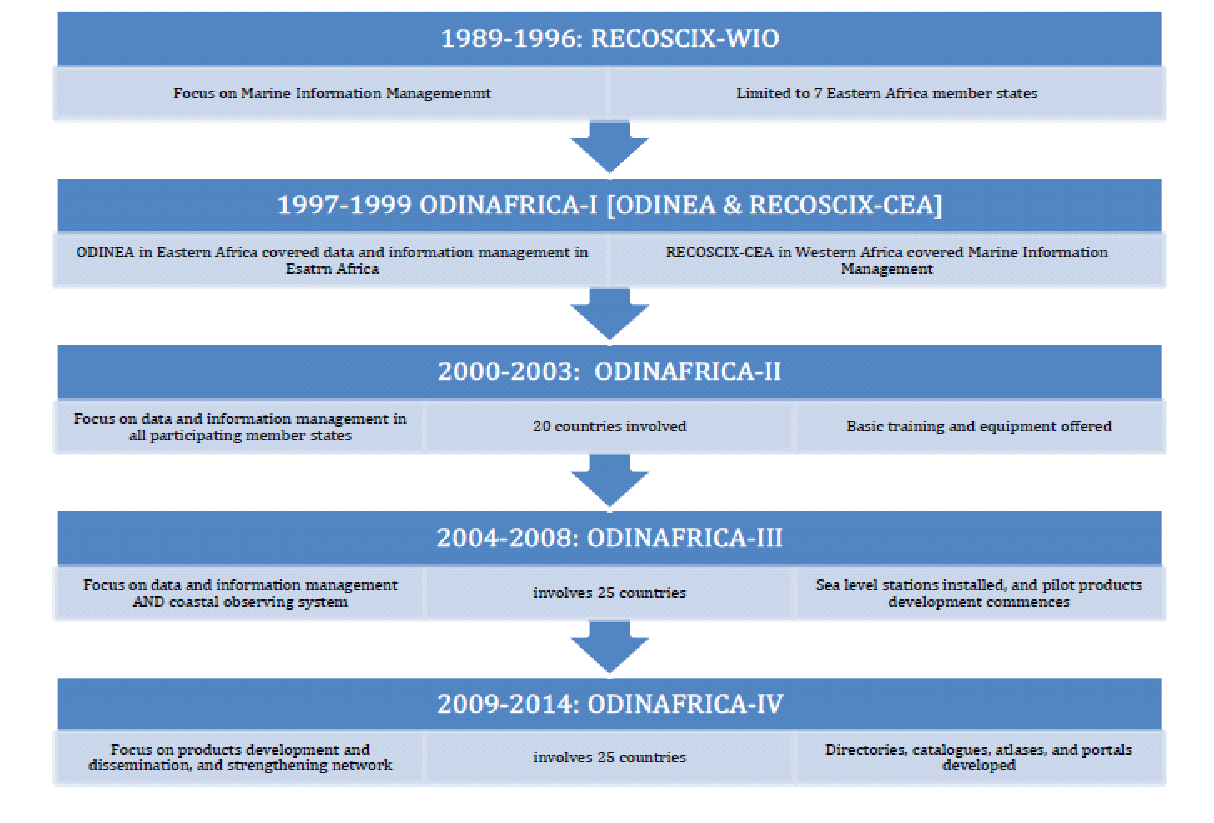 1989-1996: RECOSCIX-WIO
Focus on Marine Information Managemenmt
Limited to 7 Eastern Africa member states
1997-1999 ODINAFRICA-I [ODINEA & RECOSCIX-CEA]
ODINEA in Eastern Africa covered data and information management in
Esatrn Africa
RECOSCIX-CEA in Western Africa covered Marine Information
Management
2000-2003:  ODINAFRICA-II
Focus on data and information management in
all participating member states
20 countries involved
Basic training and equipment offered
2004-2008: ODINAFRICA-III
Focus on data and information management
AND coastal observing system
involves 25 countries
Sea level stations installed, and pilot products
development commences
2009-2014: ODINAFRICA-IV
Focus on products development and
dissemination, and strengthening network
involves 25 countries
Directories, catalogues, atlases, and portals
developed